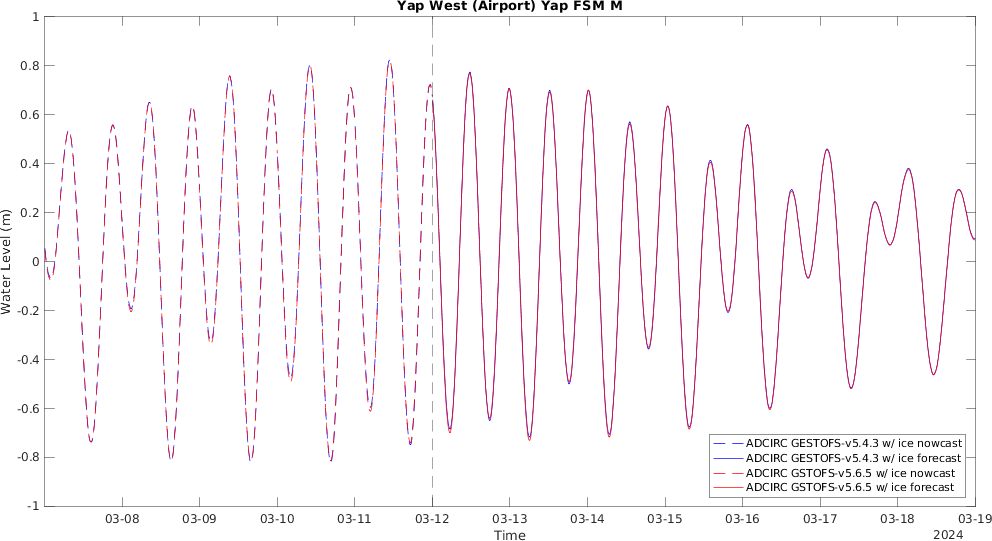 Yap West (Airport) Yap FSM M
1
0.8
0.6
0.4
0.2
0
-0.2
-0.4
-0.6
-0.8
-1
Water Level (m)
ADCIRC GESTOFS-v5.4.3 w/ ice nowcast
ADCIRC GESTOFS-v5.4.3 w/ ice forecast
ADCIRC GSTOFS-v5.6.5 w/ ice nowcast
ADCIRC GSTOFS-v5.6.5 w/ ice forecast
03-08 03-09 03-10 03-11 03-12 03-13 03-14 03-15 03-16 03-17 03-18 03-19
Time
2024